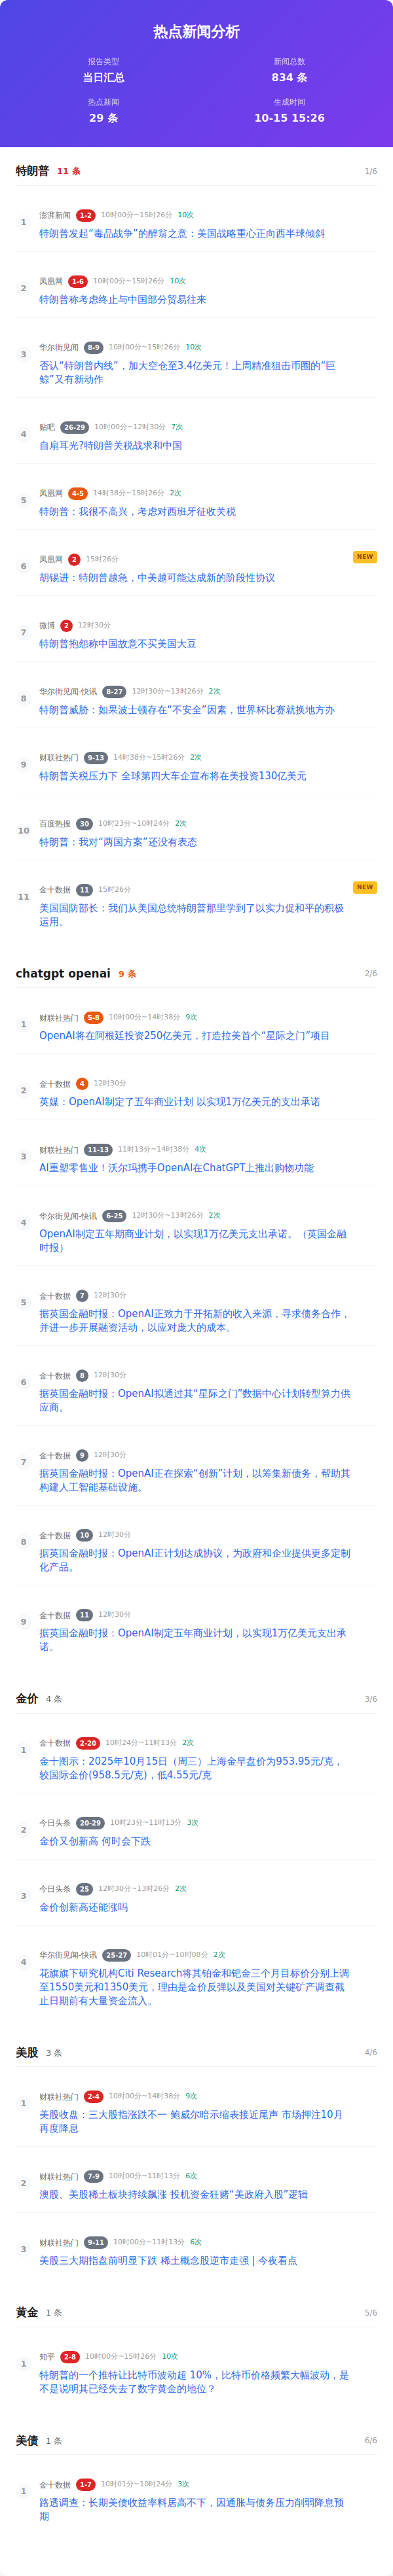 热点新闻分析
报告类型
当日汇总
新闻总数
834 条
热点新闻
29 条
生成时间
10-15 15:26
特朗普 11 条 1/6
1
澎湃新闻 1-2 10时00分~15时26分 10次
特朗普发起“毒品战争”的醉翁之意：美国战略重心正向西半球倾斜
2
凤凰网 1-6 10时00分~15时26分 10次
特朗普称考虑终止与中国部分贸易往来
3
华尔街见闻 8-9 10时00分~15时26分 10次
否认“特朗普内线”，加大空仓至3.4亿美元！上周精准狙击币圈的“巨
鲸”又有新动作
4
贴吧 26-29 10时00分~12时30分 7次
自扇耳光?特朗普关税战求和中国
5
凤凰网 4-5 14时38分~15时26分 2次
特朗普：我很不高兴，考虑对西班牙征收关税
6
凤凰网 2 15时26分 NEW
胡锡进：特朗普越急，中美越可能达成新的阶段性协议
7
微博 2 12时30分
特朗普抱怨称中国故意不买美国大豆
8
华尔街见闻-快讯 8-27 12时30分~13时26分 2次
特朗普威胁：如果波士顿存在“不安全”因素，世界杯比赛就换地方办
9
财联社热门 9-13 14时38分~15时26分 2次
特朗普关税压力下 全球第四大车企宣布将在美投资130亿美元
10
百度热搜 30 10时23分~10时24分 2次
特朗普：我对“两国方案”还没有表态
11
金十数据 11 15时26分 NEW
美国国防部长：我们从美国总统特朗普那里学到了以实力促和平的积极
运用。
chatgpt openai 9 条 2/6
1
财联社热门 5-8 10时00分~14时38分 9次
OpenAI将在阿根廷投资250亿美元，打造拉美首个“星际之门”项目
2
金十数据 4 12时30分
英媒：OpenAI制定了五年商业计划 以实现1万亿美元的支出承诺
3
财联社热门 11-13 11时13分~14时38分 4次
AI重塑零售业！沃尔玛携手OpenAI在ChatGPT上推出购物功能
4
华尔街见闻-快讯 6-25 12时30分~13时26分 2次
OpenAI制定五年期商业计划，以实现1万亿美元支出承诺。（英国金融
时报）
5
金十数据 7 12时30分
据英国金融时报：OpenAI正致力于开拓新的收入来源，寻求债务合作，
并进一步开展融资活动，以应对庞大的成本。
6
金十数据 8 12时30分
据英国金融时报：OpenAI拟通过其“星际之门”数据中心计划转型算力供
应商。
7
金十数据 9 12时30分
据英国金融时报：OpenAI正在探索“创新”计划，以筹集新债务，帮助其
构建人工智能基础设施。
8
金十数据 10 12时30分
据英国金融时报：OpenAI正计划达成协议，为政府和企业提供更多定制
化产品。
9
金十数据 11 12时30分
据英国金融时报：OpenAI制定五年商业计划，以实现1万亿美元支出承
诺。
金价 4 条 3/6
1
金十数据 2-20 10时24分~11时13分 2次
金十图示：2025年10月15日（周三）上海金早盘价为953.95元/克，
较国际金价(958.5元/克)，低4.55元/克
2
今日头条 20-29 10时23分~11时13分 3次
金价又创新高 何时会下跌
3
今日头条 25 12时30分~13时26分 2次
金价创新高还能涨吗
4
华尔街见闻-快讯 25-27 10时01分~10时08分 2次
花旗旗下研究机构Citi Research将其铂金和钯金三个月目标价分别上调
至1550美元和1350美元，理由是金价反弹以及美国对关键矿产调查截
止日期前有大量资金流入。
美股 3 条 4/6
1
财联社热门 2-4 10时00分~14时38分 9次
美股收盘：三大股指涨跌不一 鲍威尔暗示缩表接近尾声 市场押注10月
再度降息
2
财联社热门 7-9 10时00分~11时13分 6次
澳股、美股稀土板块持续飙涨 投机资金狂赌“美政府入股”逻辑
3
财联社热门 9-11 10时00分~11时13分 6次
美股三大期指盘前明显下跌 稀土概念股逆市走强 | 今夜看点
黄金 1 条 5/6
1
知乎 2-8 10时00分~15时26分 10次
特朗普的一个推特让比特币波动超 10%，比特币价格频繁大幅波动，是
不是说明其已经失去了数字黄金的地位？
美债 1 条 6/6
1
金十数据 1-7 10时01分~10时24分 3次
路透调查：长期美债收益率料居高不下，因通胀与债务压力削弱降息预
期